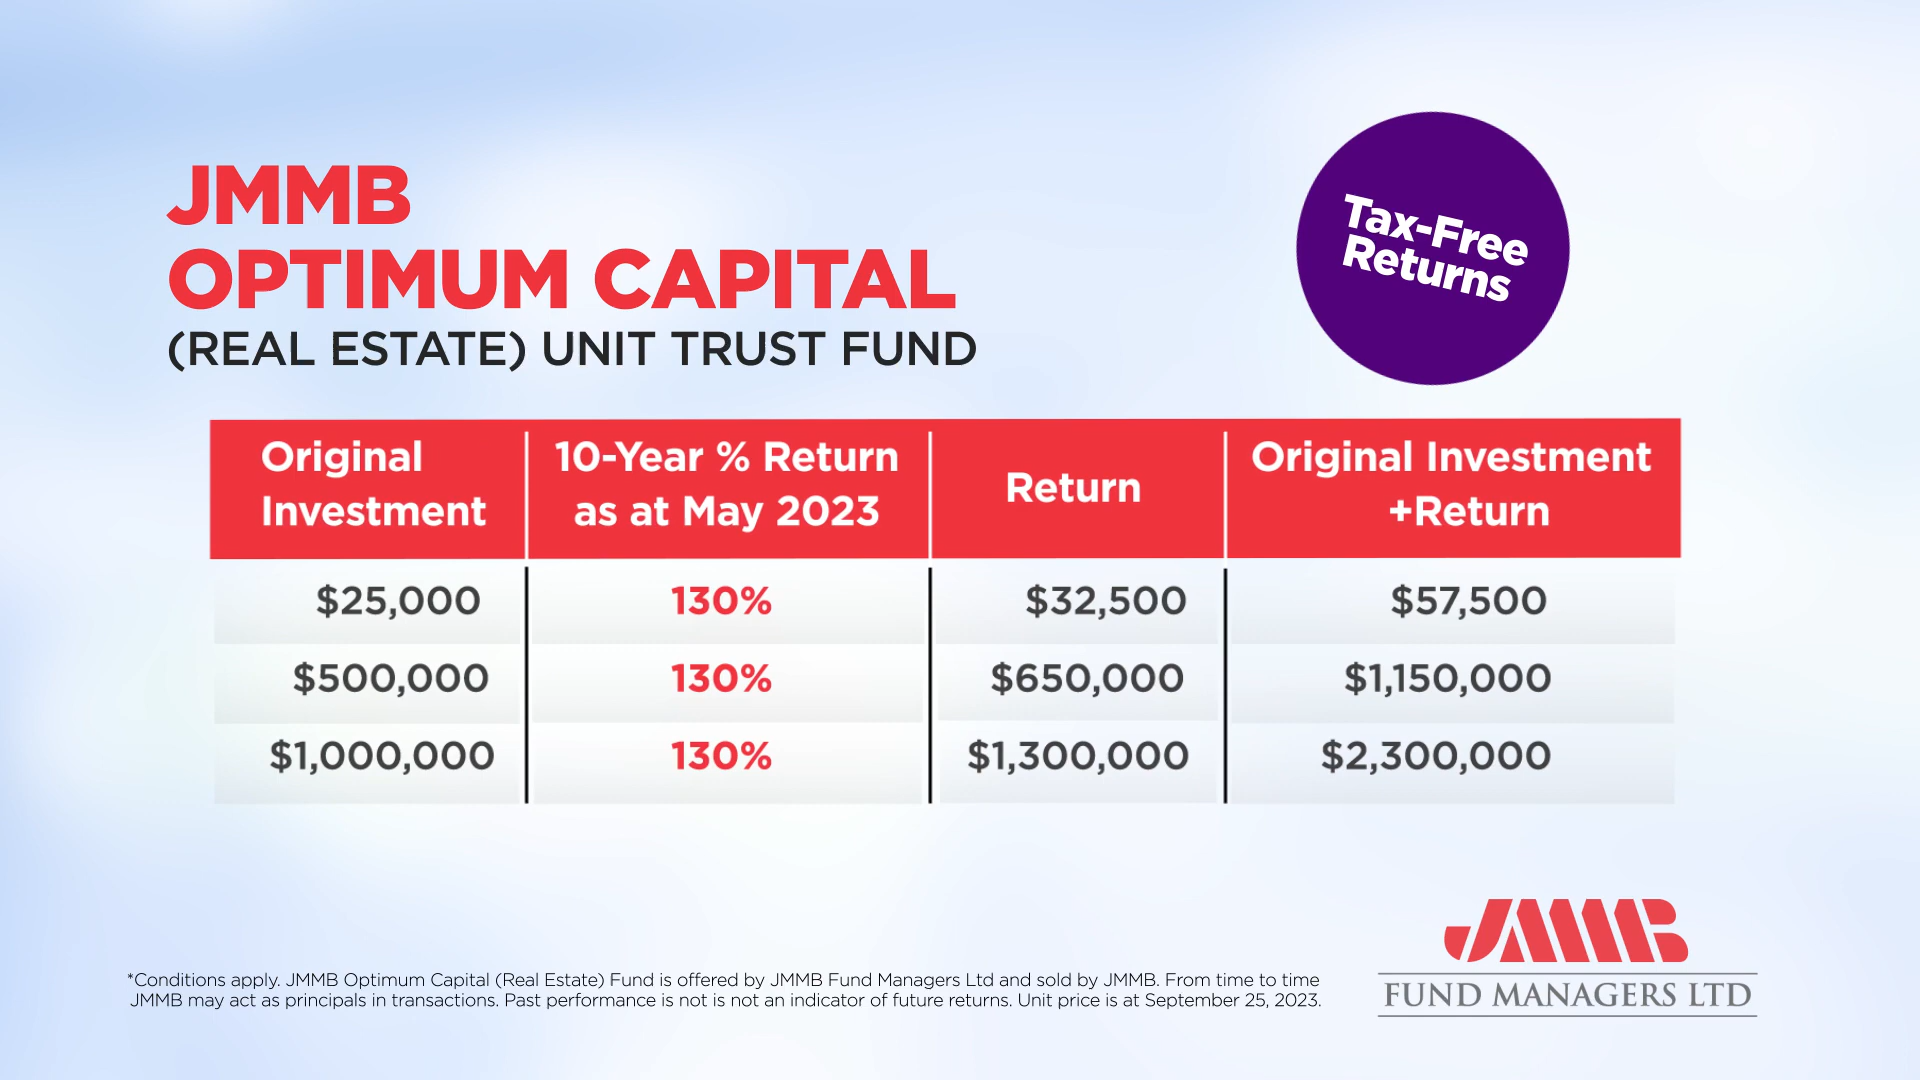 JMMB
OPTIMUM CAPITAL
(REAL ESTATE) UNIT TRUST FUND
Tax-Free
Returns
Original
Investment
10-Year % Return
as at May 2023
Return
Original Investment
+Return
$25,000 130% $32,500 $57,500
$500,000 130% $650,000 $1,150,000
$1,000,000 130% $1,300,000 $2,300,000
*Conditions apply. JMMB Optimum Capital (Real Estate) Fund is offered by JMMB Fund Managers Ltd and sold by JMMB. From time to time
JMMB may act as principals in transactions. Past performance is not is not an indicator of future returns. Unit price is at September 25, 2023.
JMMB
FUND MANAGERS LTD